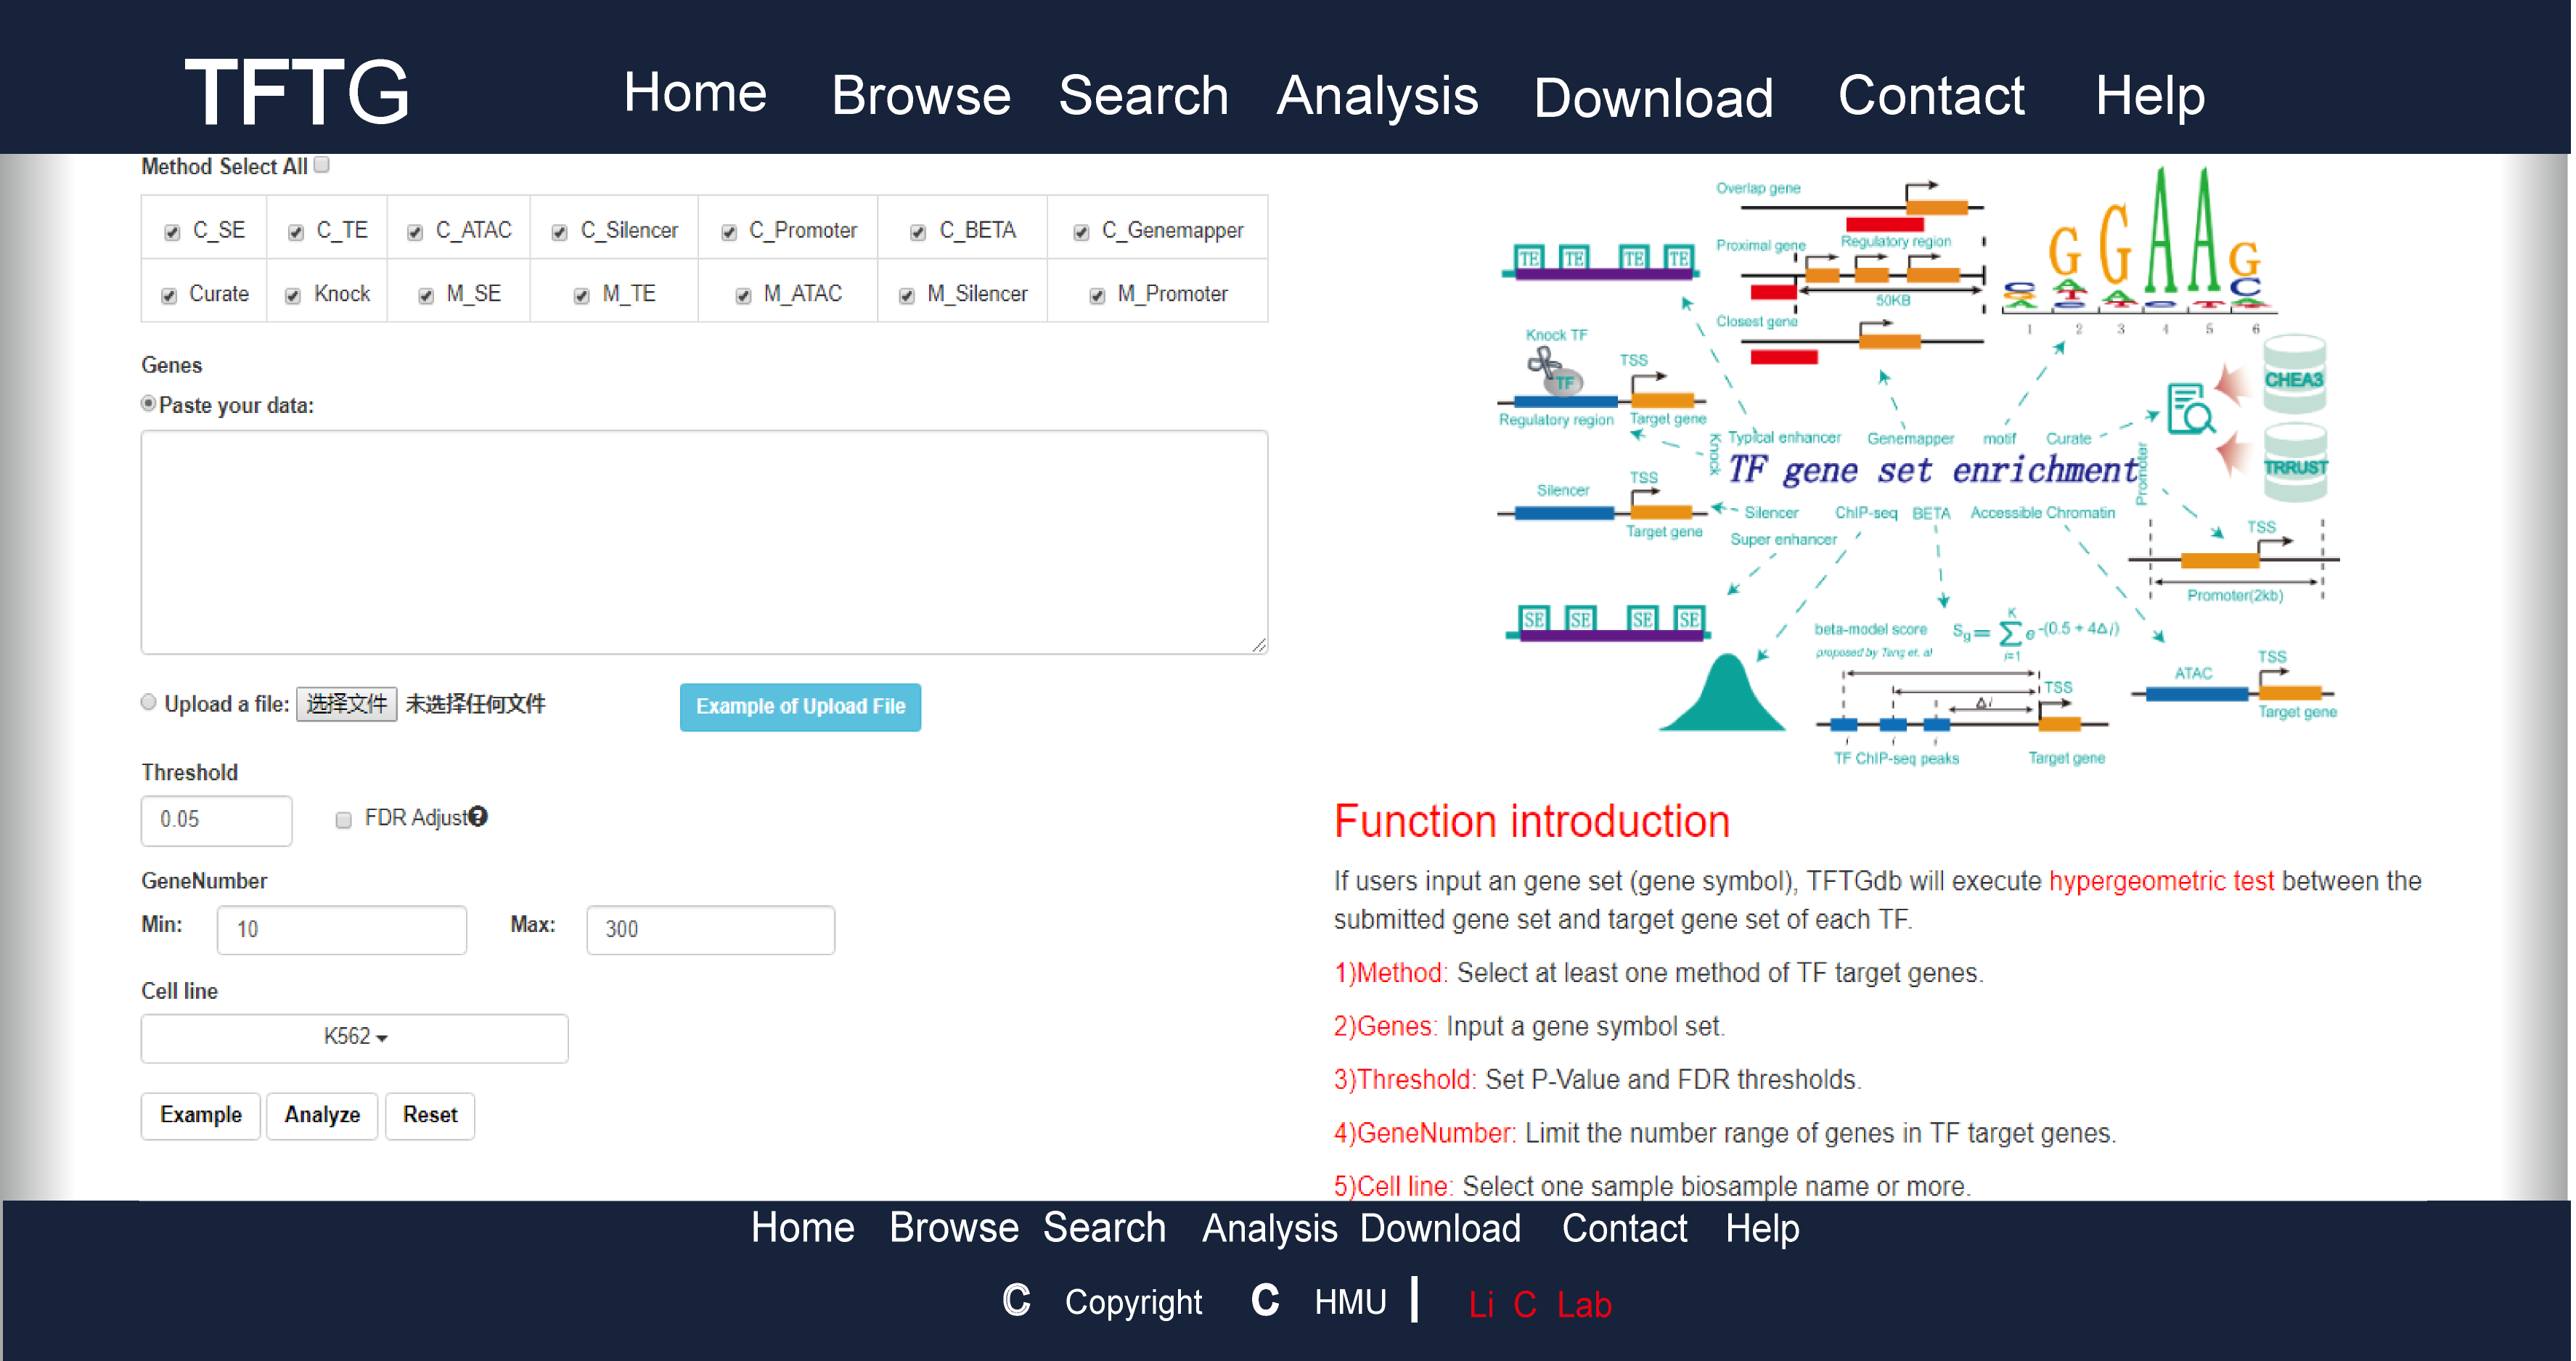 TFTG Home Browse Search Analysis Download Contact Help
Method Select All
C_SE C_TE C_ATAC C_Silencer C_Promoter C_BETA C_Genemapper
Curate Knock M_SE M_TE M_ATAC M_Silencer M_Promoter
Genes
Paste your data:
Upload a file: 选择文件 未选择任何文件 Example of Upload File
Threshold
0.05 FDR Adjust
GeneNumber
Min: 10 Max: 300
Cell line
K562
Example Analyze Reset
Overlap gene
Regulatory region
Proximal gene
50KB
Closest gene
TE TE TE TE
G G A A G
1 2 3 4 5 6
Knock TF
TF
TSS
Regulatory region Target gene
CHEA3
TRRUST
Knock
Typical enhancer Genemapper motif Curate
TF gene set enrichment
Promoter
Silencer ChIP-seq BETA Accessible Chromatin
Super enhancer
Silencer
TSS
Target gene
TSS
Promoter(2kb)
SE SE SE SE
beta-model score
proposed by Tang et. al
Sg= K ∑ i=1 e -(0.5 + 4Δi)
TSS
Δi
i i i
TF ChIP-seq peaks Target gene
ATAC
TSS
Target gene
Function introduction
If users input an gene set (gene symbol), TFTGdb will execute hypergeometric test between the
submitted gene set and target gene set of each TF.
1)Method: Select at least one method of TF target genes.
2)Genes: Input a gene symbol set.
3)Threshold: Set P-Value and FDR thresholds.
4)GeneNumber: Limit the number range of genes in TF target genes.
5)Cell line: Select one sample biosample name or more.
Home Browse Search Analysis Download Contact Help
C Copyright C HMU | Li C Lab